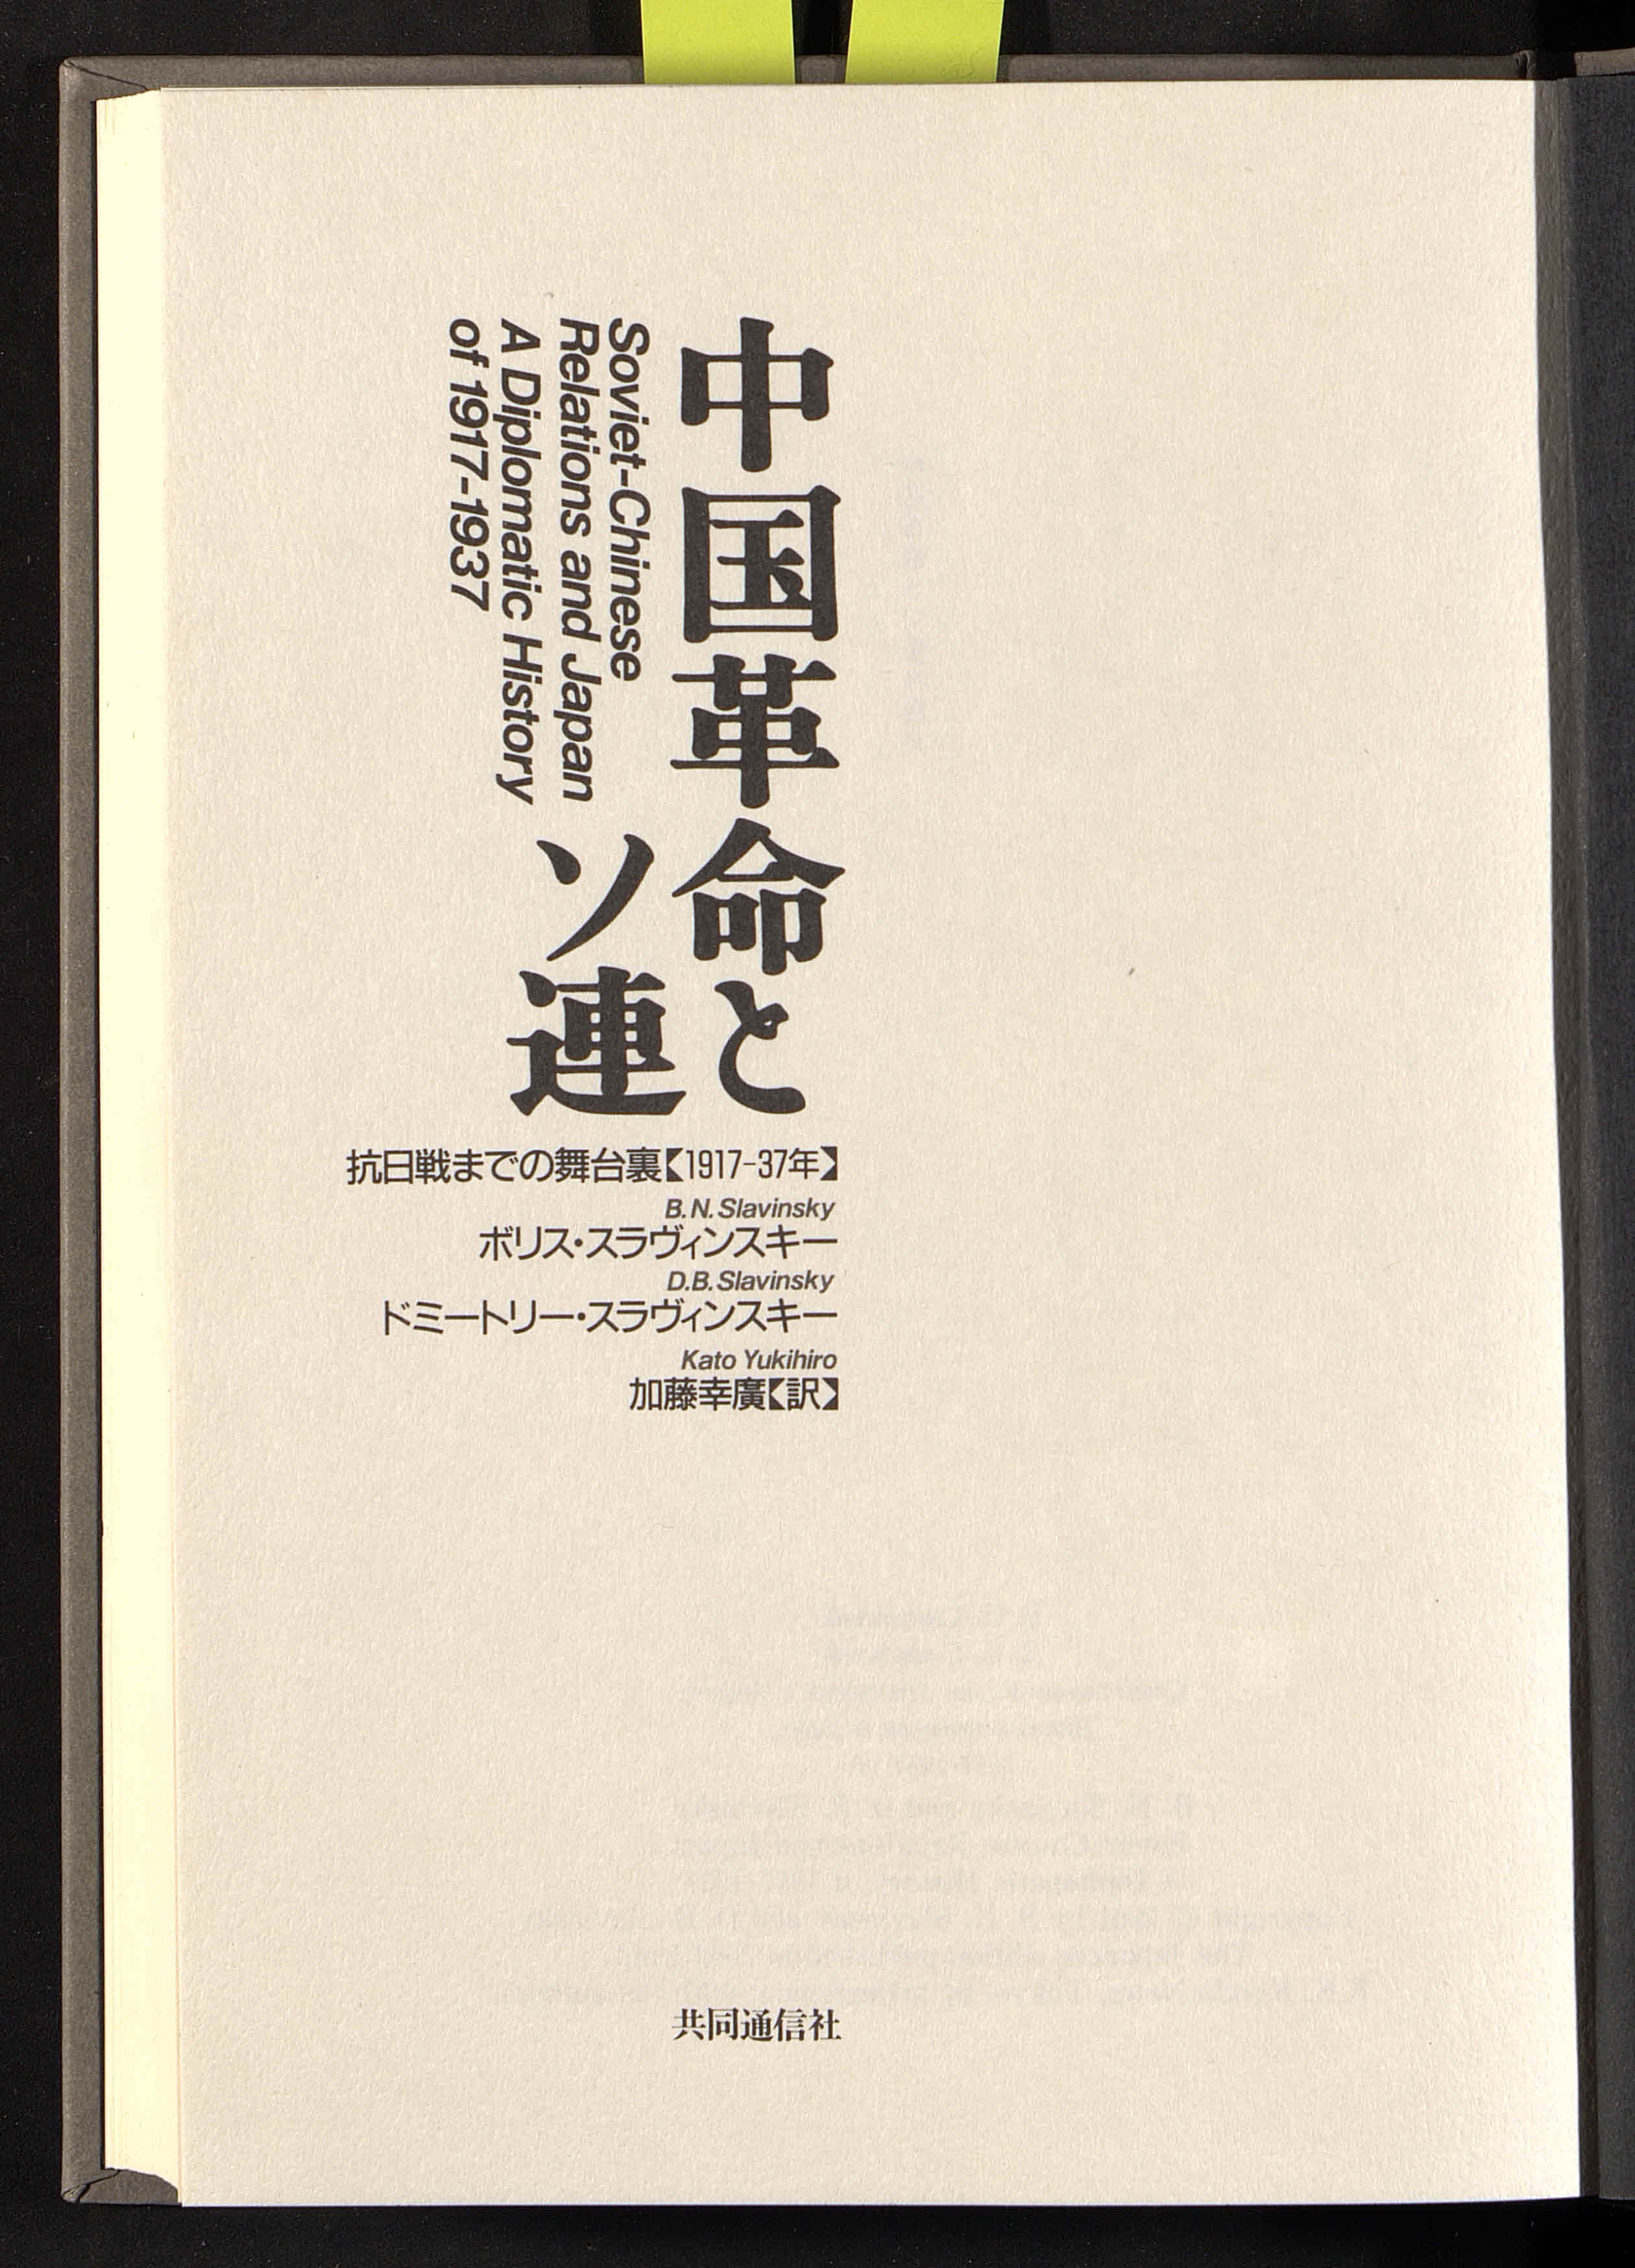 中国革命と
ソ連
Soviet-Chinese
Relations and Japan
A Diplomatic History
of 1917-1937
抗日戦までの舞台裏【1917-37年】
B.N.Slavinsky
ボリス・スラヴィンスキー
D.B.Slavinsky
ドミートリー・スラヴィンスキー
Kato Yukihiro
加藤幸廣【訳】
共同通信社